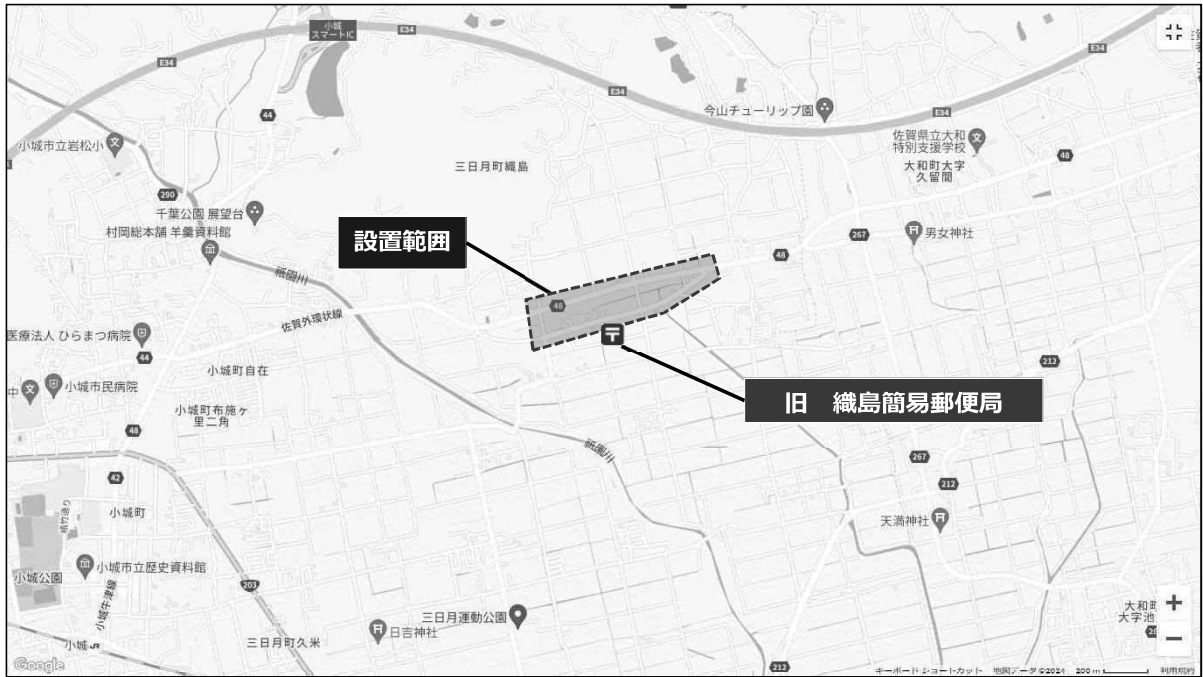 小城
スマートIC
E34
E34
E34
E34
44
今山チューリップ園
小城市立岩松小
佐賀県立大和
特別支援学校
大和町大字
久留間
48
三日月町織島
290
千葉公園 展望台
村岡総本舗 羊羹資料館
設置範囲
267
男女神社
48
祇園川
48
佐賀外環状線
医療法人 ひらまつ病院
44
小城町自在
212
中
小城市民病院
旧 織島簡易郵便局
小城町布施ヶ
里二角
48
祇園川
267
42
212
小城町
天満神社
小城公園
小城市立歴史資料館
小城牛津線
203
三日月運動公園
日吉神社
大和町
大字池
小城
三日月町久米
212
Google
キーボード ショートカット 地図データ ©2024 200 m 利用規約